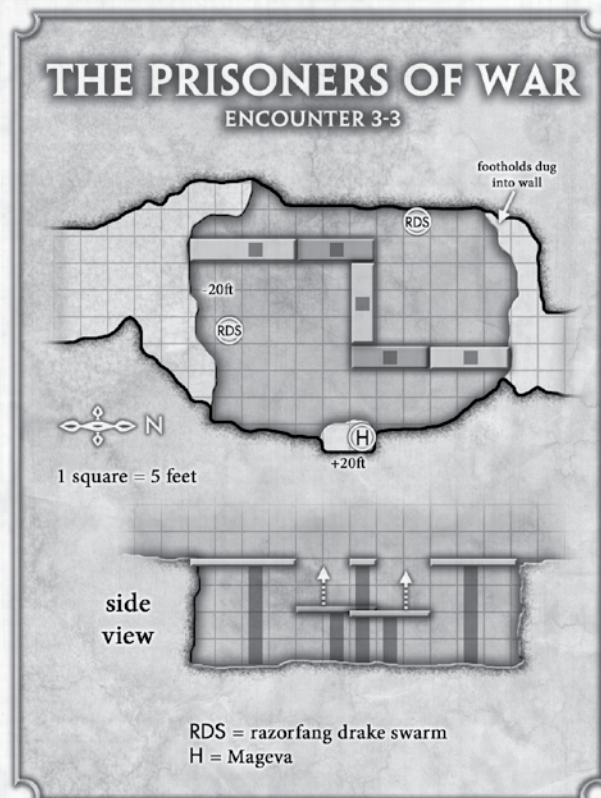 THE PRISONERS OF WAR
ENCOUNTER 3-3
footholds dug
into wall
RDS
-20ft
RDS
N
H
+20ft
1 square = 5 feet
side
view
RDS = razorfang drake swarm
H = Mageva